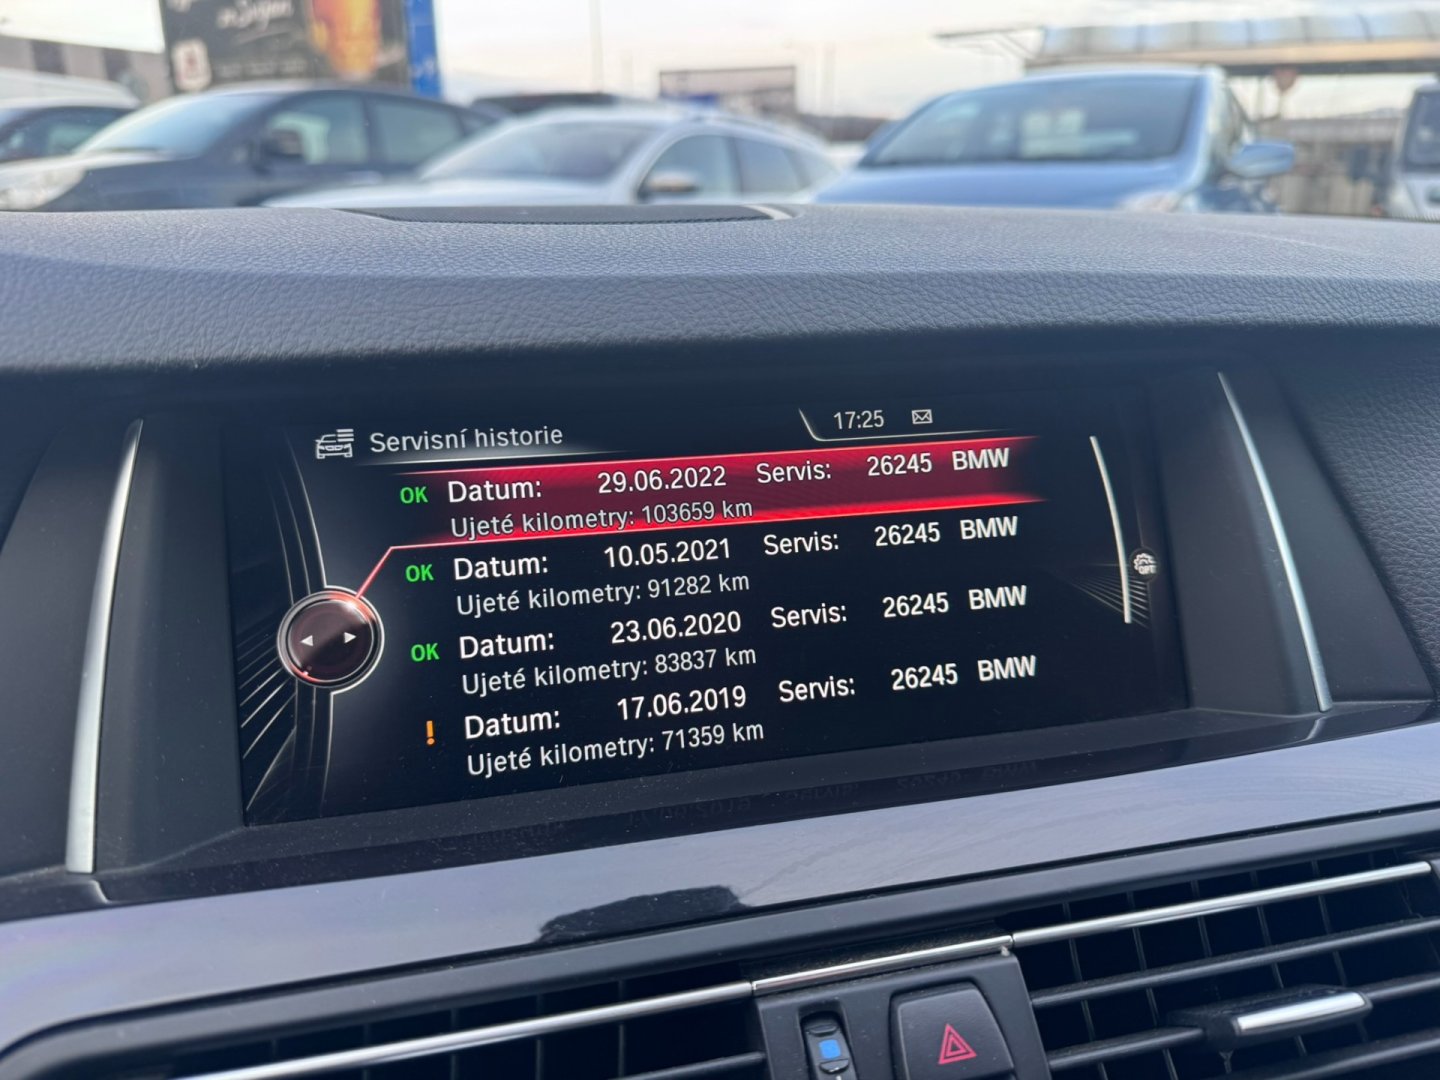 Servisní historie
17:25
OK Datum: 29.06.2022 Servis: 26245 BMW
Ujeté kilometry: 103659 km
OK Datum: 10.05.2021 Servis: 26245 BMW
Ujeté kilometry: 91282 km
OK Datum: 23.06.2020 Servis: 26245 BMW
Ujeté kilometry: 83837 km
! Datum: 17.06.2019 Servis: 26245 BMW
Ujeté kilometry: 71359 km
OPT